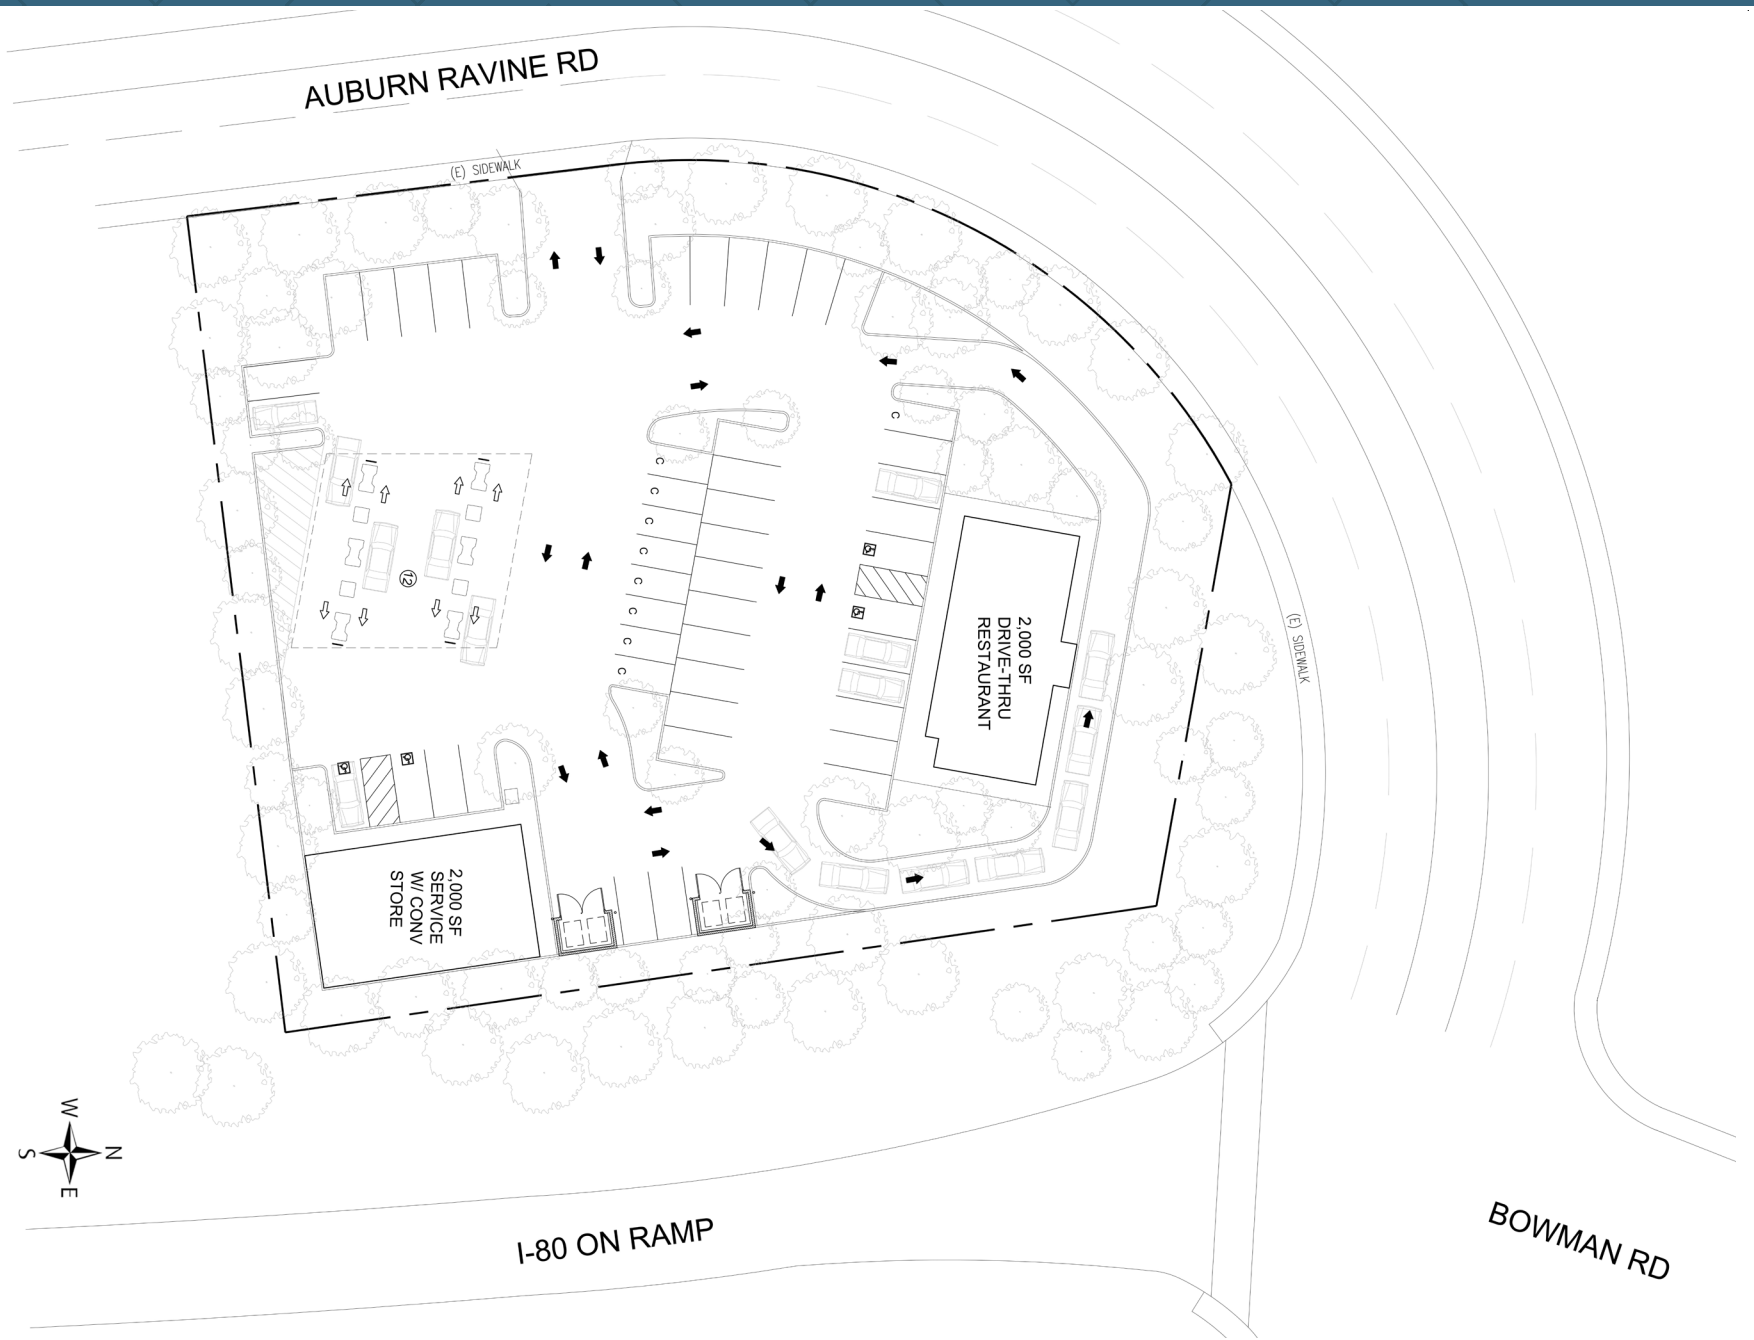 AUBURN RAVINE RD
(E) SIDEWALK
C
C
C
C
C
C
C
C
C
12
2,000 SF
DRIVE-THRU
RESTAURANT
(E) SIDEWALK
2,000 SF
SERVICE
W/ CONV
STORE
W
N
S
E
I-80 ON RAMP
BOWMAN RD